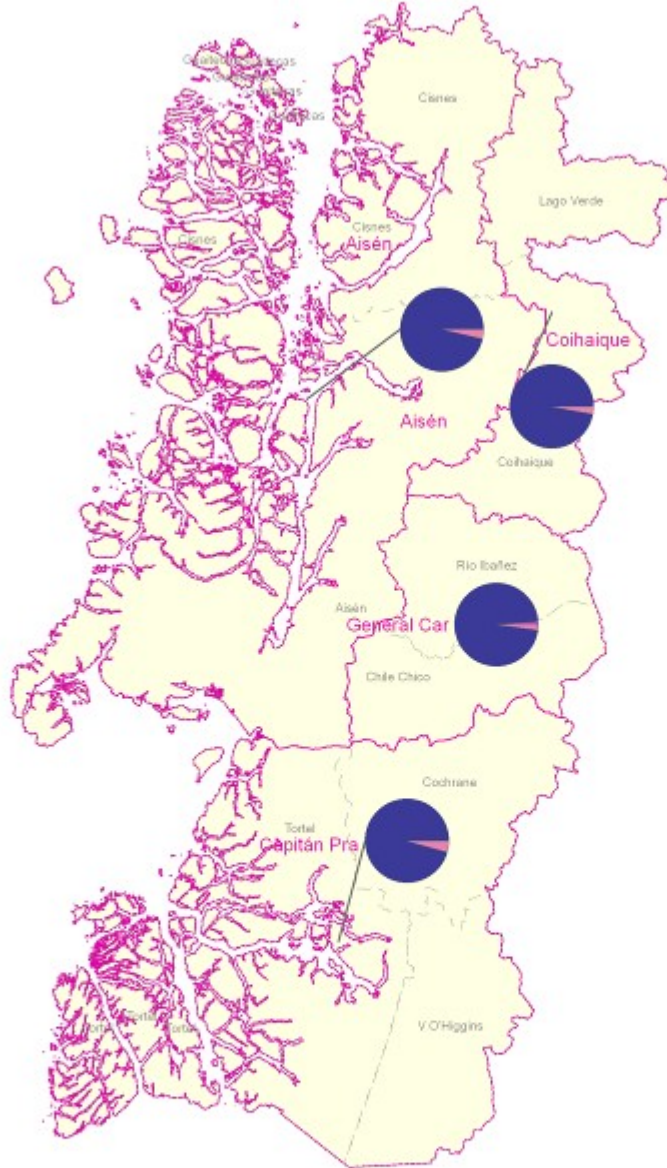 Cisnes
Lago Verde
Cisnes
Cisnes
Aisén
Coihaique
Aisén
Coihaique
Río Ibañez
Aisén
General Car
Chile Chico
Cochrane
Tortel
Capitán Pra
Tortel
V O'Higgins